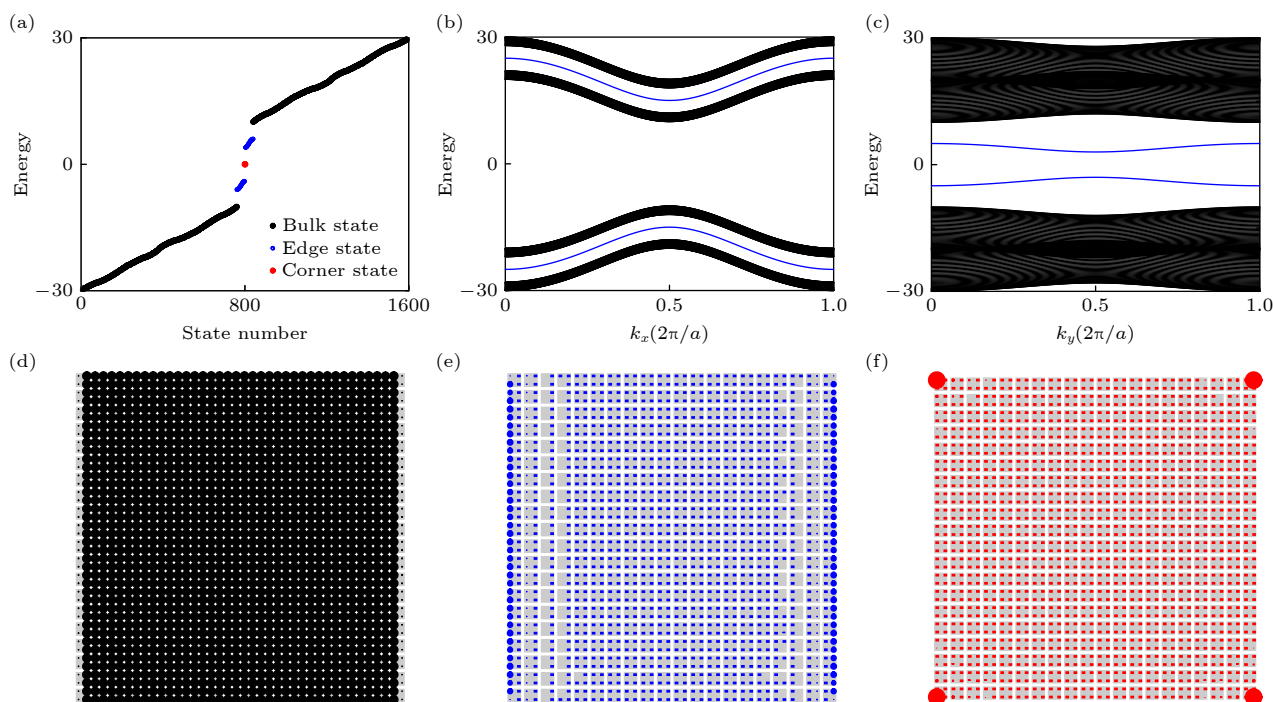 (a)
30
0
−30
Energy
0
800
1600
State number
Bulk state
Edge state
Corner state
(b)
30
0
−30
Energy
0
0.5
1.0
k_x(2π/a)
(c)
30
0
−30
Energy
0
0.5
1.0
k_y(2π/a)
(d)
(e)
(f)